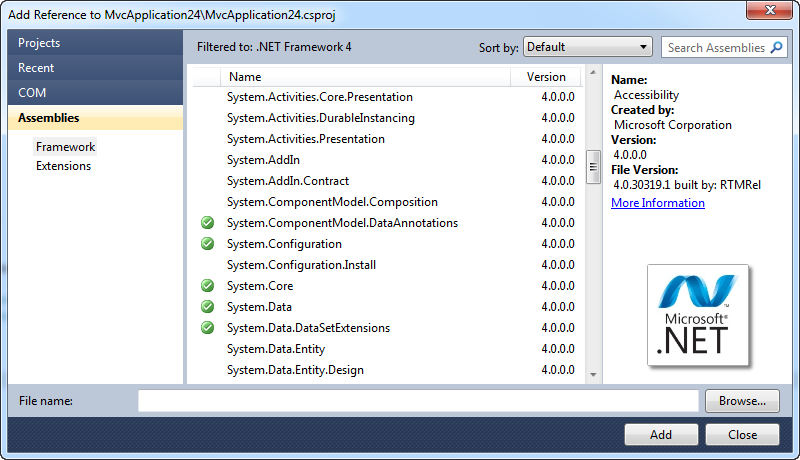 Add Reference to MvcApplication24\MvcApplication24.csproj
Projects
Recent
COM
Assemblies
Framework
Extensions
Filtered to: .NET Framework 4
Sort by: Default
Search Assemblies
Name Version
System.Activities.Core.Presentation 4.0.0.0
System.Activities.DurableInstancing 4.0.0.0
System.Activities.Presentation 4.0.0.0
System.AddIn 4.0.0.0
System.AddIn.Contract 4.0.0.0
System.ComponentModel.Composition 4.0.0.0
System.ComponentModel.DataAnnotations 4.0.0.0
System.Configuration 4.0.0.0
System.Configuration.Install 4.0.0.0
System.Core 4.0.0.0
System.Data 4.0.0.0
System.Data.DataSetExtensions 4.0.0.0
System.Data.Entity 4.0.0.0
System.Data.Entity.Design 4.0.0.0
Name:
Accessibility
Created by:
Microsoft Corporation
Version:
4.0.0.0
File Version:
4.0.30319.1 built by: RTMRel
More Information
Microsoft®
.NET
File name:
Browse...
Add
Close